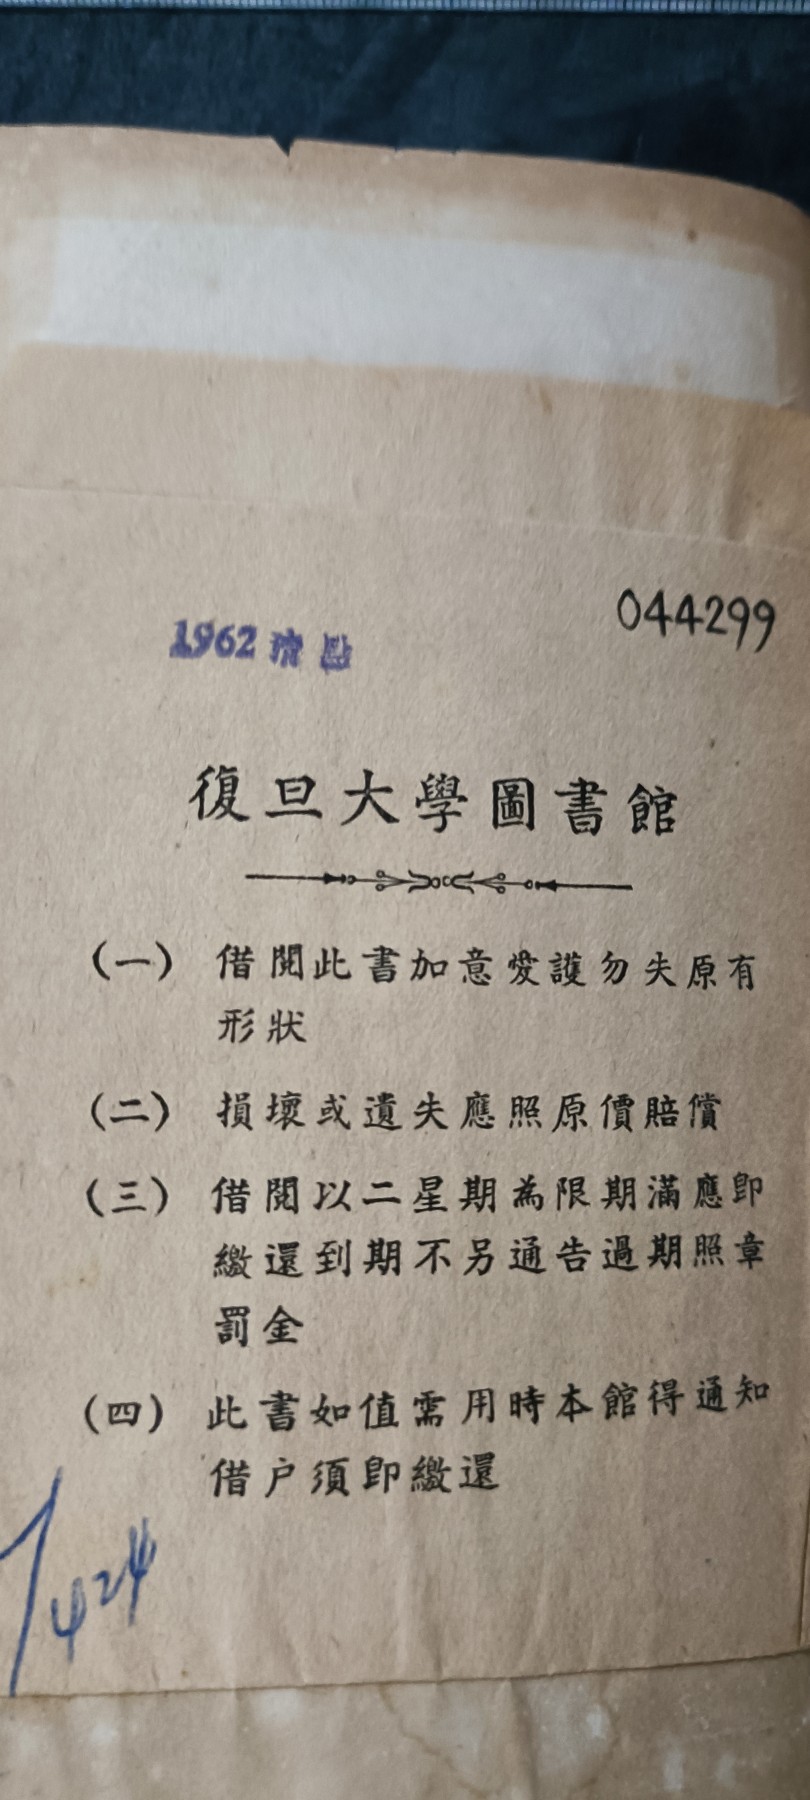 044299
1962 清點
復旦大學圖書館
(一) 借閱此書加意愛護勿失原有
形狀
(二) 損壞或遺失應照原價賠償
(三) 借閱以二星期為限期滿應即
繳還到期不另通告過期照章
罰金
(四) 此書如值需用時本館得通知
借户須即繳還
424